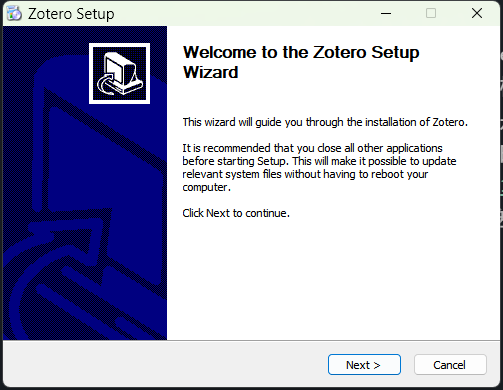 Zotero Setup
Welcome to the Zotero Setup
Wizard
This wizard will guide you through the installation of Zotero.
It is recommended that you close all other applications
before starting Setup. This will make it possible to update
relevant system files without having to reboot your
computer.
Click Next to continue.
Next >
Cancel